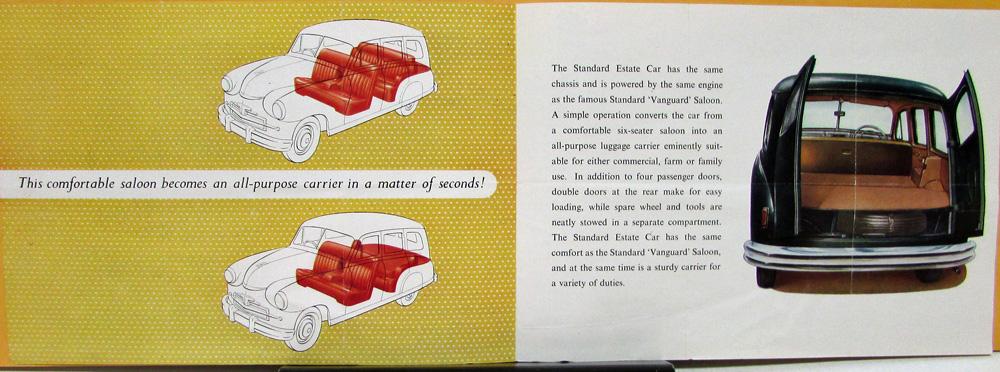 This comfortable saloon becomes an all-purpose carrier in a matter of seconds!
The Standard Estate Car has the same
chassis and is powered by the same engine
as the famous Standard 'Vanguard' Saloon.
A simple operation converts the car from
a comfortable six-seater saloon into an
all-purpose luggage carrier eminently suit-
able for either commercial, farm or family
use. In addition to four passenger doors,
double doors at the rear make for easy
loading, while spare wheel and tools are
neatly stowed in a separate compartment.
The Standard Estate Car has the same
comfort as the Standard 'Vanguard' Saloon,
and at the same time is a sturdy carrier for
a variety of duties.